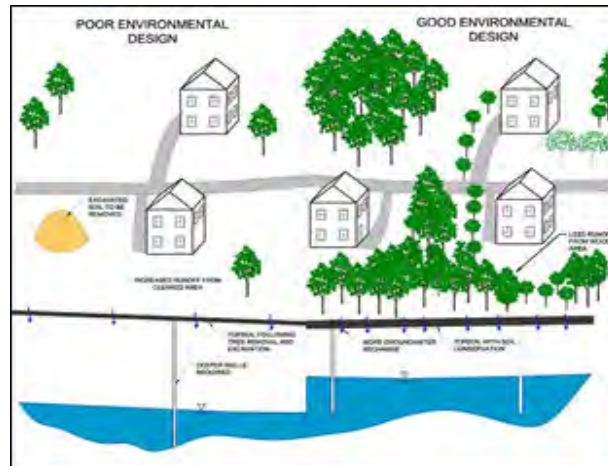 POOR ENVIRONMENTAL
DESIGN
GOOD ENVIRONMENTAL
DESIGN
EXCAVATED
SOIL TO BE
REMOVED
INCREASED RUNOFF FROM
CLEARED AREA
LESS RUNOFF
FROM WOODED
AREA
TOPSOIL FOLLOWING
TREE REMOVAL AND
EXCAVATION
MORE GROUNDWATER
RECHARGE
TOPSOIL WITH SOIL
CONSERVATION
DEEPER WELLS
REQUIRED